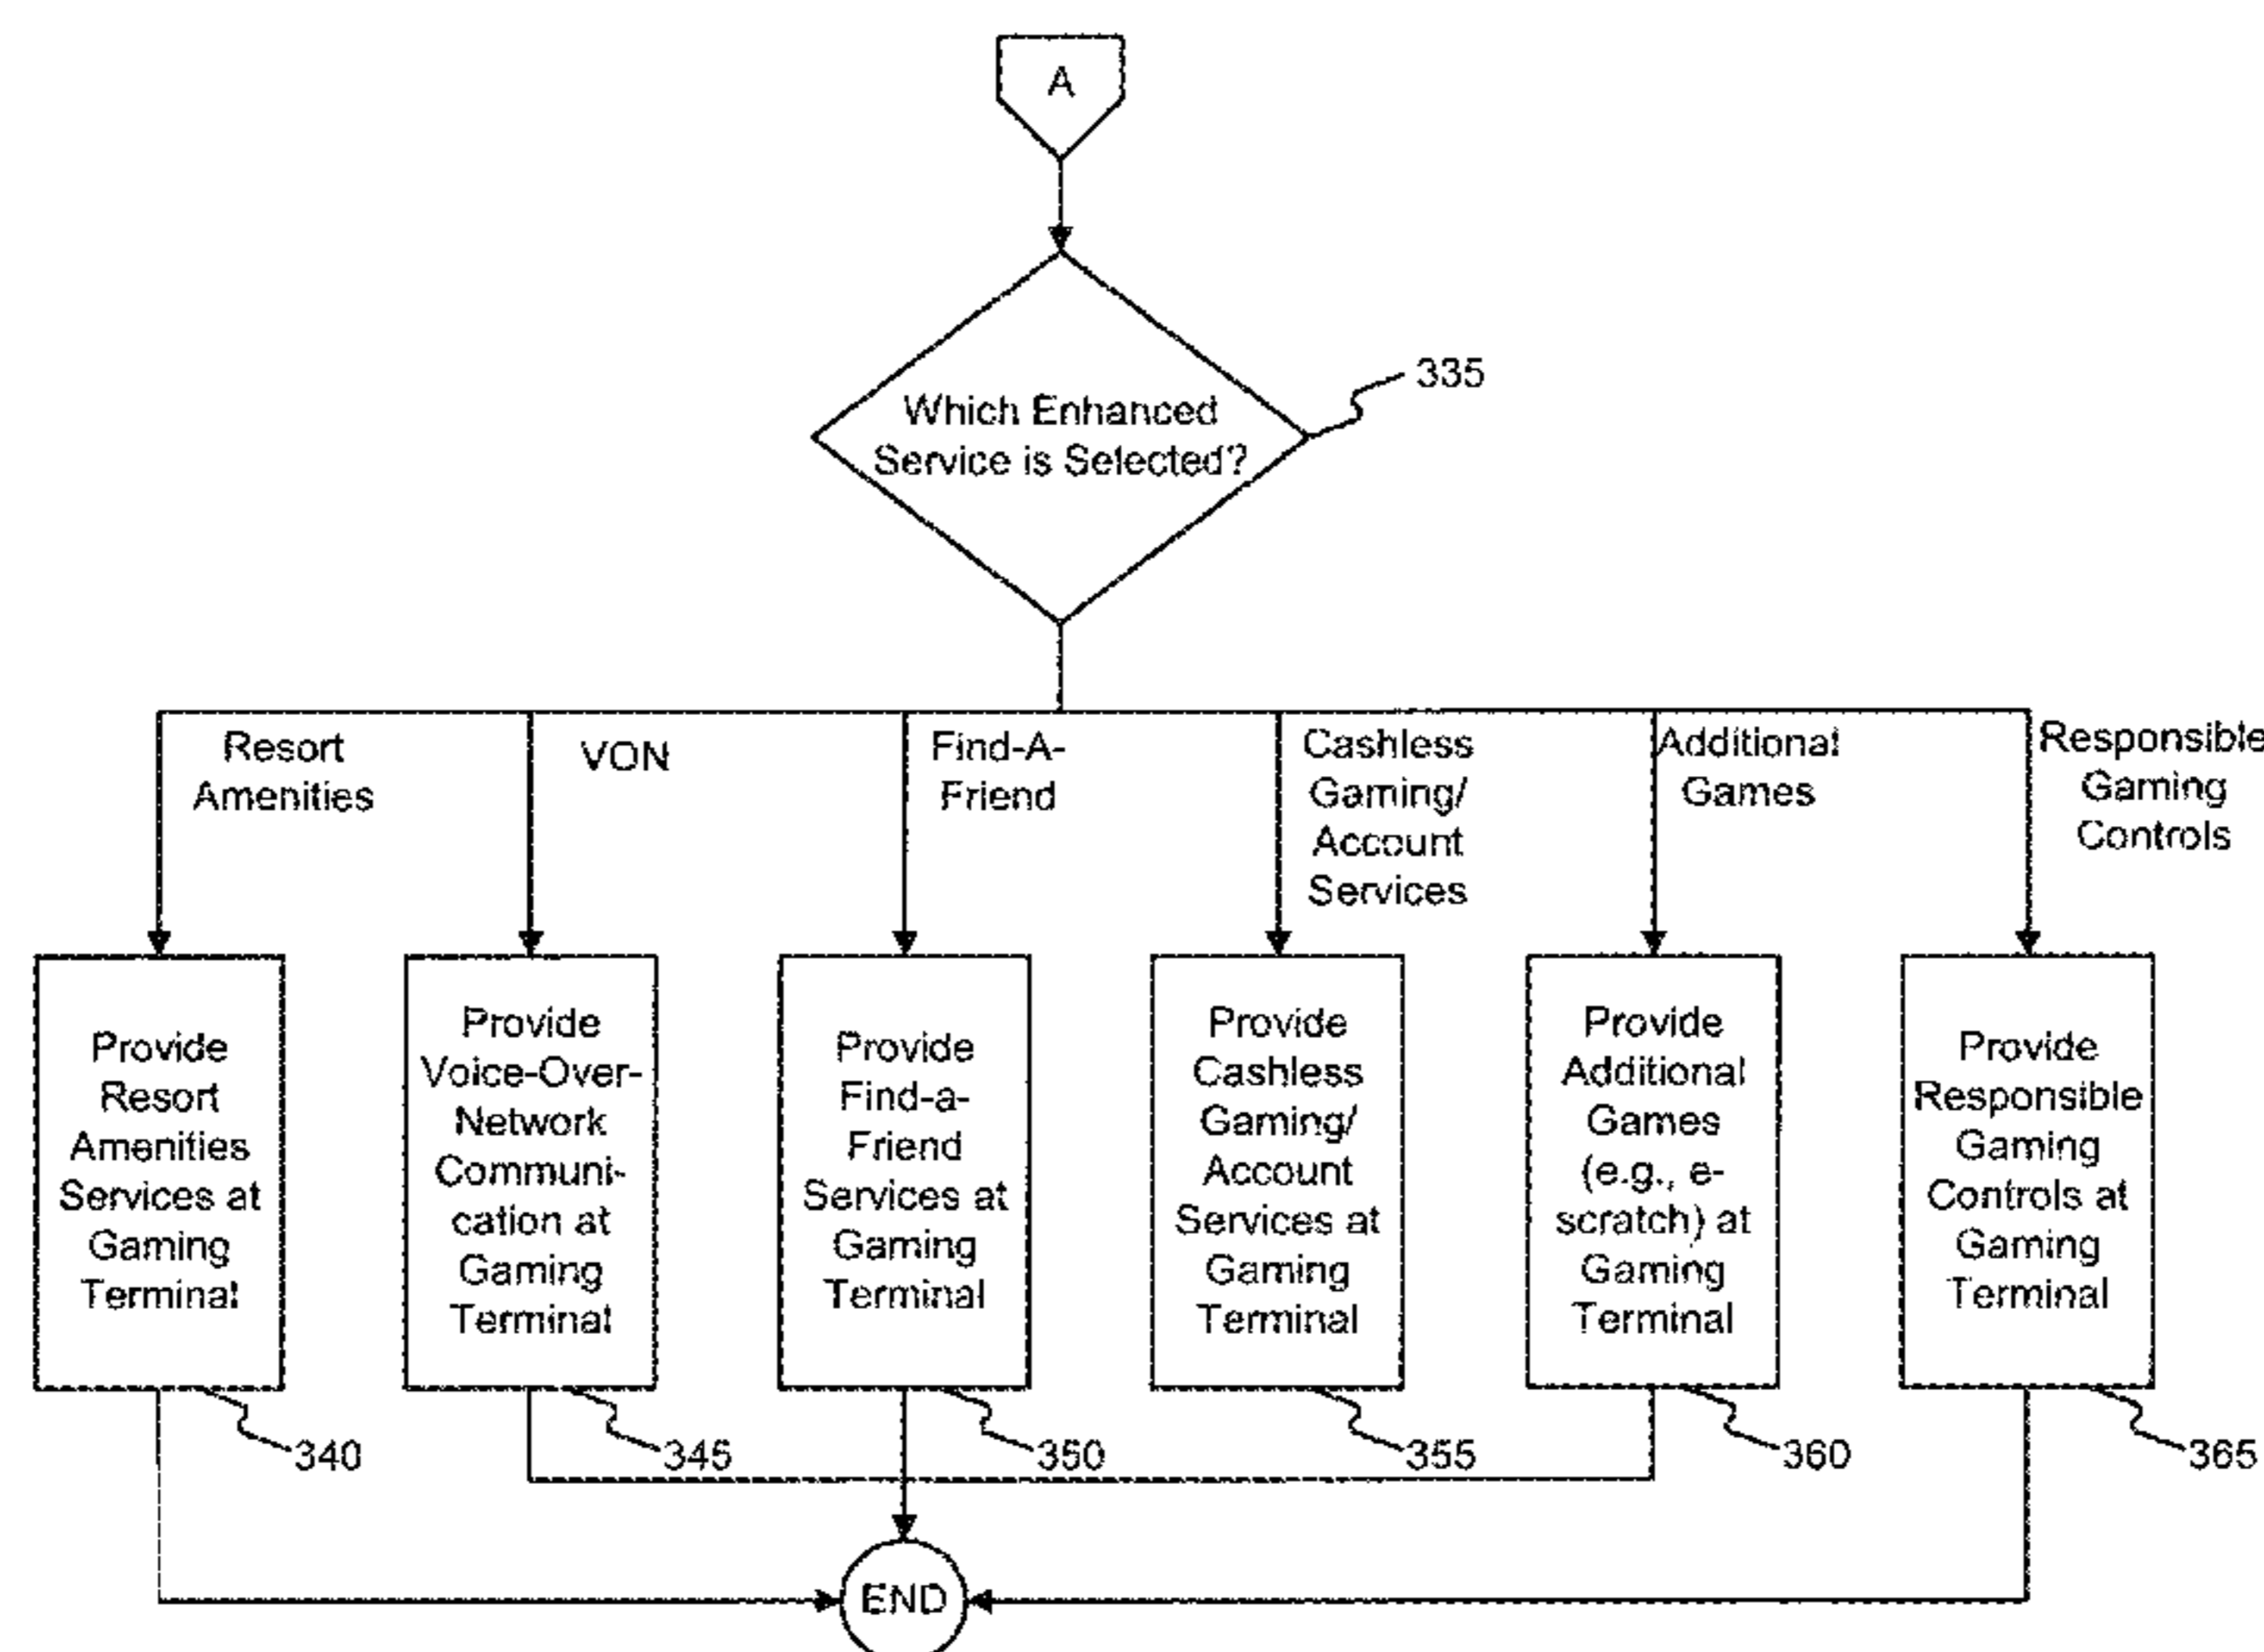 A
Which Enhanced
Service is Selected?
335
Resort
Amenities
VON
Find-A-
Friend
Cashless
Gaming/
Account
Services
Additional
Games
Responsible
Gaming
Controls
Provide
Resort
Amenities
Services at
Gaming
Terminal
340
Provide
Voice-Over-
Network
Communi-
cation at
Gaming
Terminal
345
Provide
Find-a-
Friend
Services at
Gaming
Terminal
350
Provide
Cashless
Gaming/
Account
Services at
Gaming
Terminal
355
Provide
Additional
Games
(e.g., e-
scratch) at
Gaming
Terminal
360
Provide
Responsible
Gaming
Controls at
Gaming
Terminal
365
END